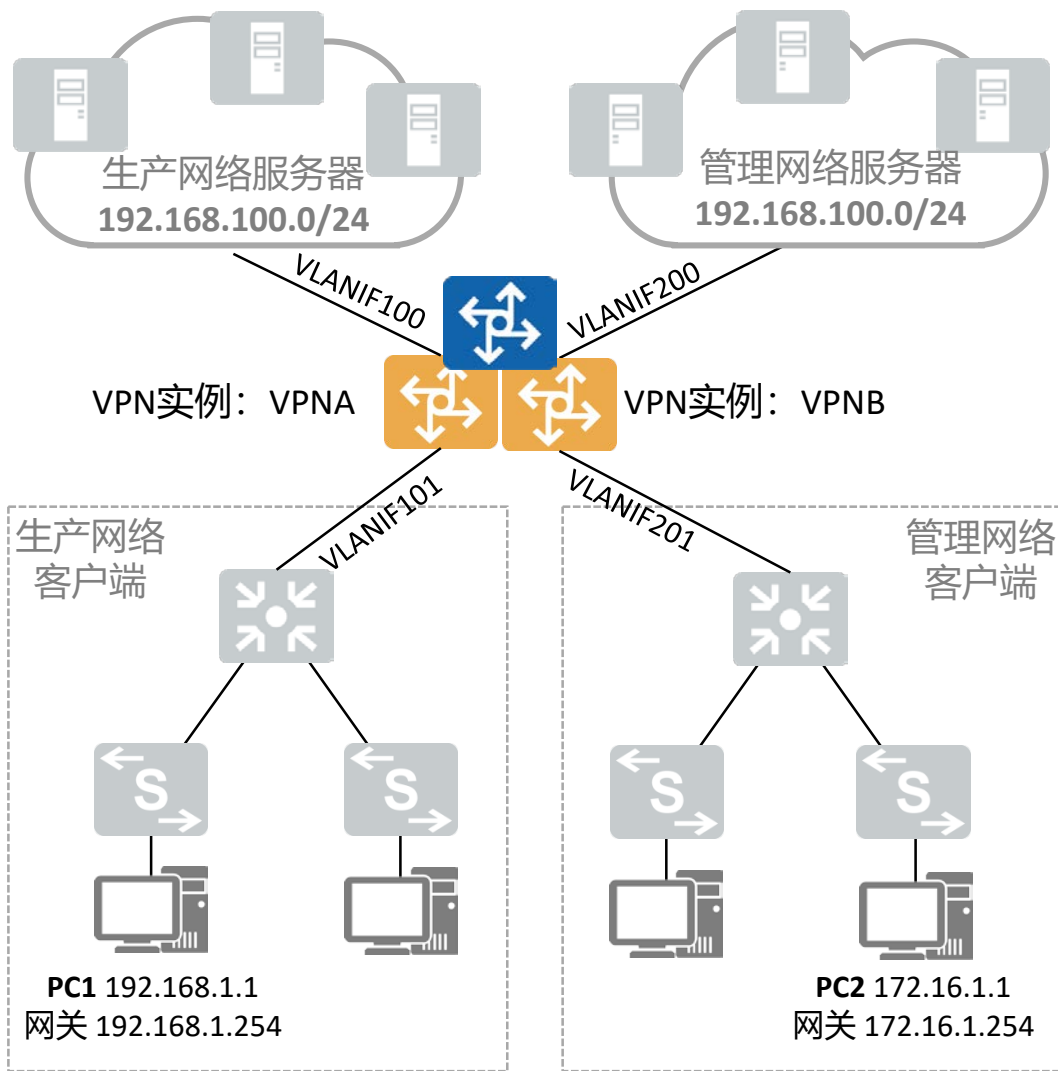 生产网络服务器
192.168.100.0/24
管理网络服务器
192.168.100.0/24
VLANIF100
VLANIF200
VPN实例：VPNA
VPN实例：VPNB
VLANIF101
VLANIF201
生产网络
客户端
管理网络
客户端
S
S
S
S
PC1 192.168.1.1
网关 192.168.1.254
PC2 172.16.1.1
网关 172.16.1.254